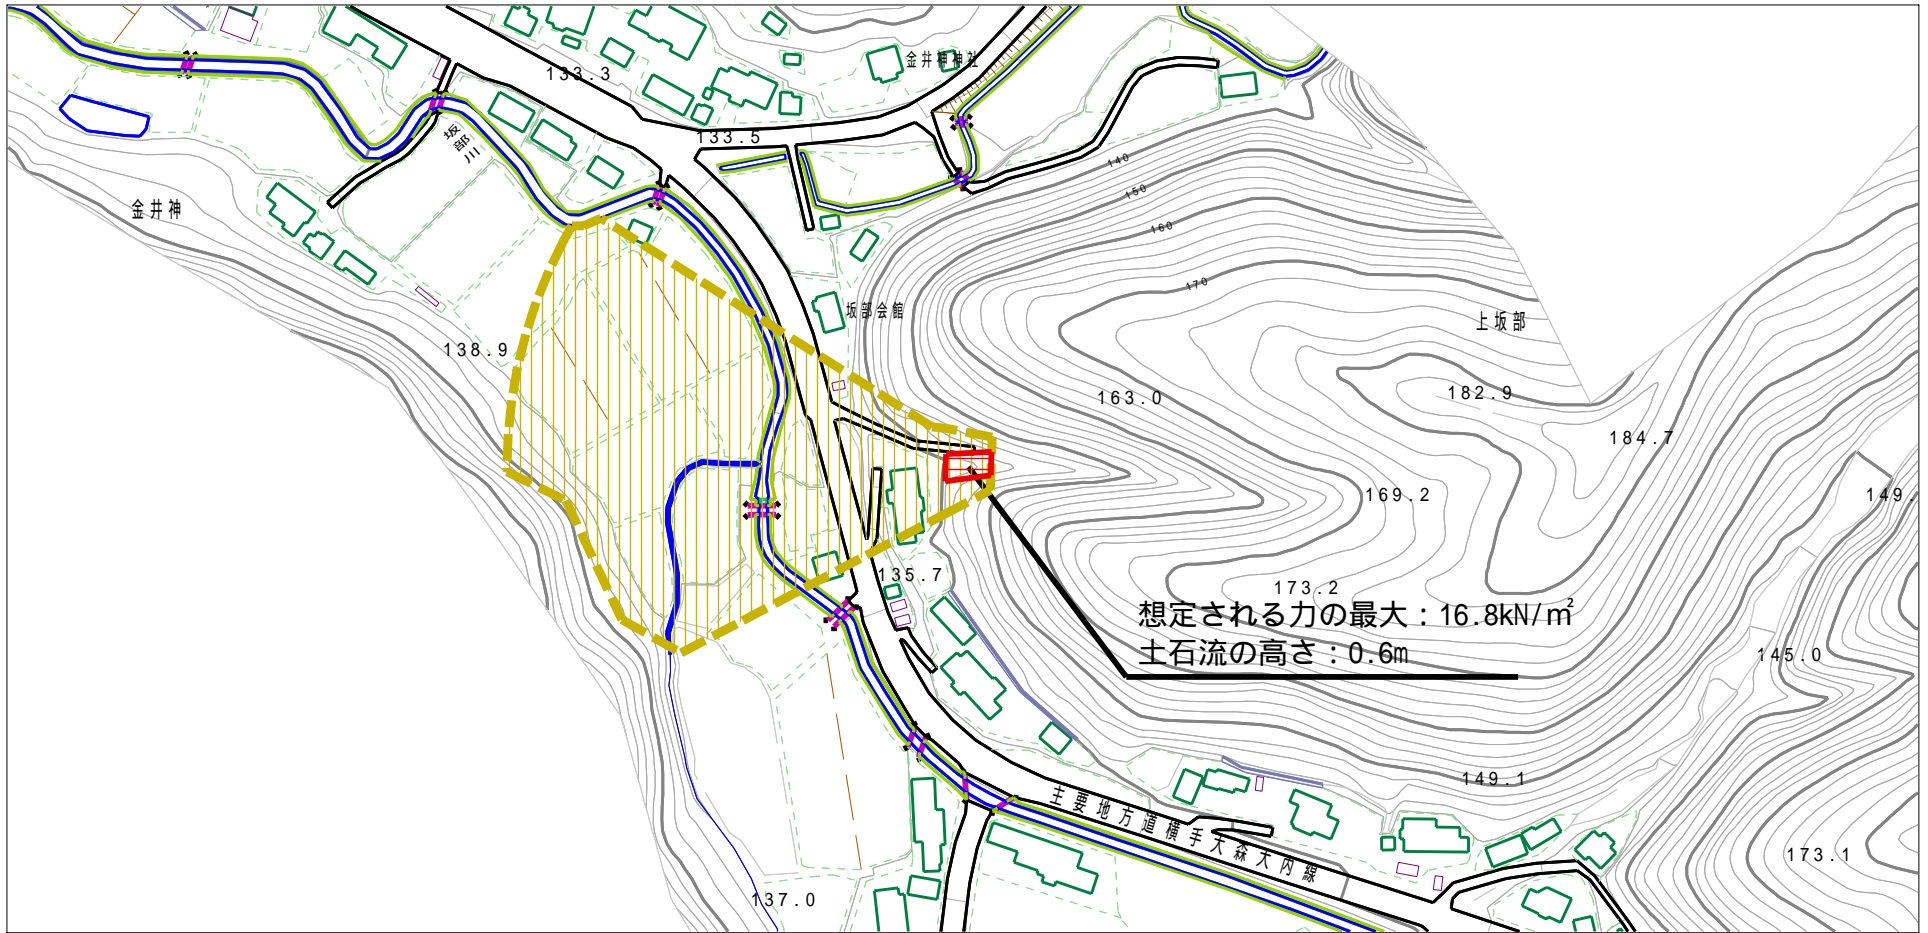 133.3
金井神神社
133.5
坂部川
140
150
160
170
金井神
坂部会館
上坂部
138.9
163.0
182.9
184.7
169.2
149.
135.7
173.2
想定される力の最大：16.8kN/㎡
土石流の高さ：0.6m
145.0
149.1
主要地方道横手大森大内線
173.1
137.0